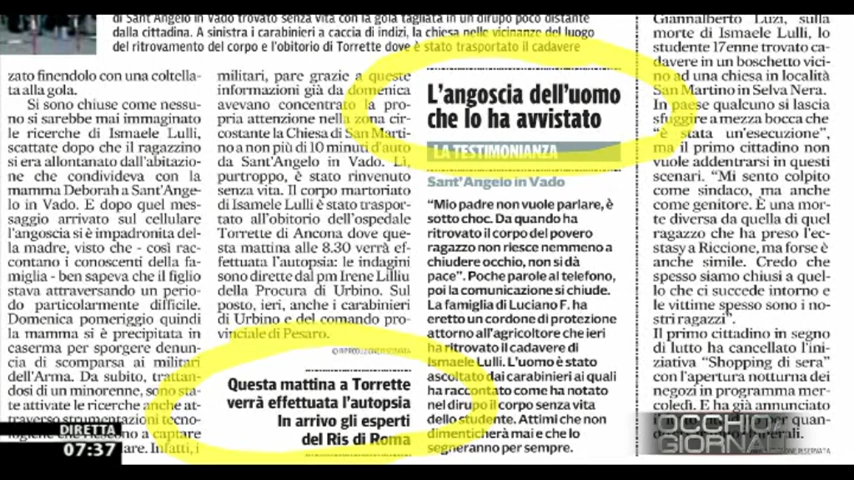 di Sant'Angelo in Vado trovato senza vita con la gola tagliata in un dirupo poco distante
dalla cittadina. A sinistra i carabinieri a caccia di indizi, la chiesa nelle vicinanze del luogo
del ritrovamento del corpo e l'obitorio di Torrette dove è stato trasportato il cadavere
zato finendolo con una coltella-
ta alla gola.
Si sono chiuse come nessu-
no si sarebbe mai immaginato
le ricerche di Ismaele Lulli,
scattate dopo che il ragazzino
si era allontanato dall'abitazio-
ne che condivideva con la
mamma Deborah a Sant'Ange-
lo in Vado. E dopo quel mes-
saggio arrivato sul cellulare
l'angoscia si è impadronita del-
la madre, visto che - così rac-
contano i conoscenti della fa-
miglia - ben sapeva che il figlio
stava attraversando un perio-
do particolarmente difficile.
Domenica pomeriggio quindi
la mamma si è precipitata in
caserma per sporgere denun-
cia di scomparsa ai militari
dell'Arma. Da subito, trattan-
dosi di un minorenne, sono sta-
te attivate le ricerche anche at-
traverso strumentazioni tecno-
a captare
Infatti, i
militari, pare grazie a queste
informazioni già da domenica
avevano concentrato la pro-
pria attenzione nella zona cir-
costante la Chiesa di San Marti-
no a non più di 10 minuti d'auto
da Sant'Angelo in Vado. Lì,
purtroppo, è stato rinvenuto
senza vita. Il corpo martoriato
di Isamele Lulli è stato traspor-
tato all'obitorio dell'ospedale
Torrette di Ancona dove que-
sta mattina alle 8.30 verrà ef-
fettuata l'autopsia: le indagini
sono dirette dal pm Irene Lilliu
della Procura di Urbino. Sul
posto, ieri, anche i carabinieri
di Urbino e del comando pro-
vinciale di Pesaro.
Questa mattina a Torrette
verrà effettuata l'autopsia
In arrivo gli esperti
del Ris di Roma
L'angoscia dell'uomo
che lo ha avvistato
LA TESTIMONIANZA
Sant'Angelo in Vado
"Mio padre non vuole parlare, è
sotto choc. Da quando ha
ritrovato il corpo del povero
ragazzo non riesce nemmeno a
chiudere occhio, non si dà
pace". Poche parole al telefono,
poi la comunicazione si chiude.
La famiglia di Luciano F. ha
eretto un cordone di protezione
attorno all'agricoltore che ieri
ha ritrovato il cadavere di
Ismaele Lulli. L'uomo è stato
ascoltato dai carabinieri ai quali
ha raccontato come ha notato
nel dirupo il corpo senza vita
dello studente. Attimi che non
dimenticherà mai e che lo
segneranno per sempre.
Giannalberto Luzi, sulla
morte di Ismaele Lulli, lo
studente 17enne trovato ca-
davere in un boschetto vici-
no ad una chiesa in località
San Martino in Selva Nera.
In paese qualcuno si lascia
sfuggire a mezza bocca che
"è stata un'esecuzione",
ma il primo cittadino non
vuole addentrarsi in questi
scenari. "Mi sento colpito
come sindaco, ma anche
come genitore. È una mor-
te diversa da quella di quel
ragazzo che ha preso l'ec-
stasy a Riccione, ma forse è
anche simile. Credo che
spesso siamo chiusi a quel-
lo che ci succede intorno e
le vittime spesso sono i no-
stri ragazzi".
Il primo cittadino in segno
di lutto ha cancellato l'ini-
ziativa "Shopping di sera"
con l'apertura notturna dei
negozi in programma mer-
coledì. E ha già annunciato
DIRETTA
07:37
OCCHIO
GIORNAL